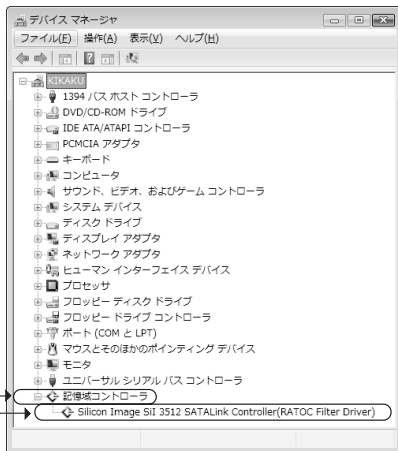 デバイス マネージャ
ファイル(F) 操作(A) 表示(V) ヘルプ(H)
KIKAKU
1394 バス ホスト コントローラ
DVD/CD-ROM ドライブ
IDE ATA/ATAPI コントローラ
PCMCIA アダプタ
キーボード
コンピュータ
サウンド、ビデオ、およびゲーム コントローラ
システム デバイス
ディスク ドライブ
ディスプレイ アダプタ
ネットワーク アダプタ
ヒューマン インターフェイス デバイス
プロセッサ
フロッピー ディスク ドライブ
フロッピー ドライブ コントローラ
ポート (COM と LPT)
マウスとそのほかのポインティング デバイス
モニタ
ユニバーサル シリアル バス コントローラ
記憶域コントローラ
Silicon Image SiI 3512 SATALink Controller(RATOC Filter Driver)